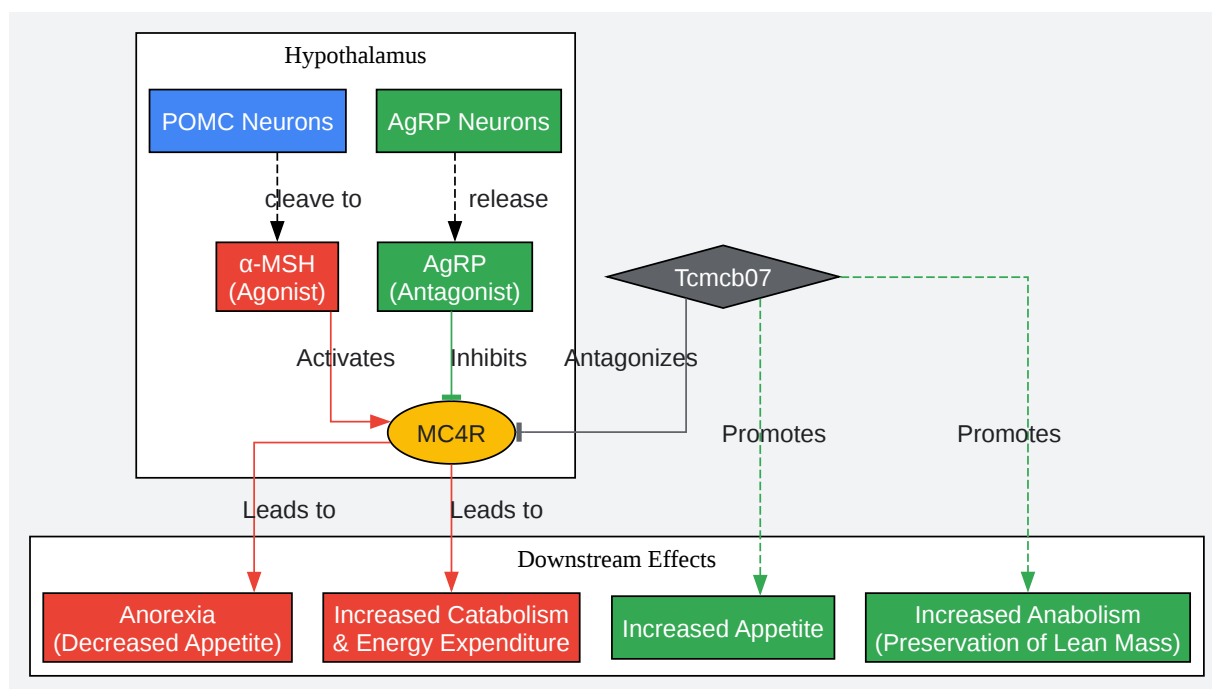 Hypothalamus
POMC Neurons
AgRP Neurons
cleave to
release
α-MSH
(Agonist)
AgRP
(Antagonist)
Tcmcb07
Activates
Inhibits
Antagonizes
MC4R
Promotes
Promotes
Leads to
Leads to
Downstream Effects
Anorexia
(Decreased Appetite)
Increased Catabolism
& Energy Expenditure
Increased Appetite
Increased Anabolism
(Preservation of Lean Mass)